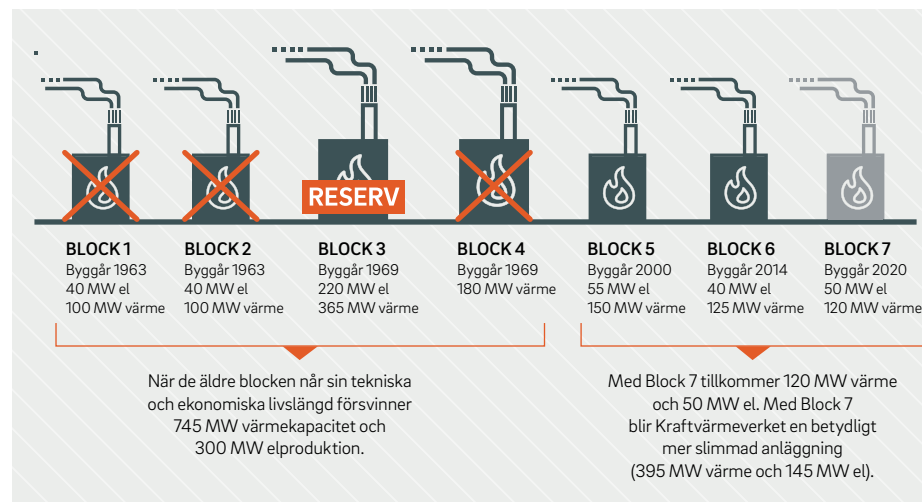 RESERV
BLOCK 1
Byggår 1963
40 MW el
100 MW värme
BLOCK 2
Byggår 1963
40 MW el
100 MW värme
BLOCK 3
Byggår 1969
220 MW el
365 MW värme
BLOCK 4
Byggår 1969
180 MW värme
BLOCK 5
Byggår 2000
55 MW el
150 MW värme
BLOCK 6
Byggår 2014
40 MW el
125 MW värme
BLOCK 7
Byggår 2020
50 MW el
120 MW värme
När de äldre blocken når sin tekniska
och ekonomiska livslängd försvinner
745 MW värmekapacitet och
300 MW elproduktion.
Med Block 7 tillkommer 120 MW värme
och 50 MW el. Med Block 7
blir Kraftvärmeverket en betydligt
mer slimmad anläggning
(395 MW värme och 145 MW el).